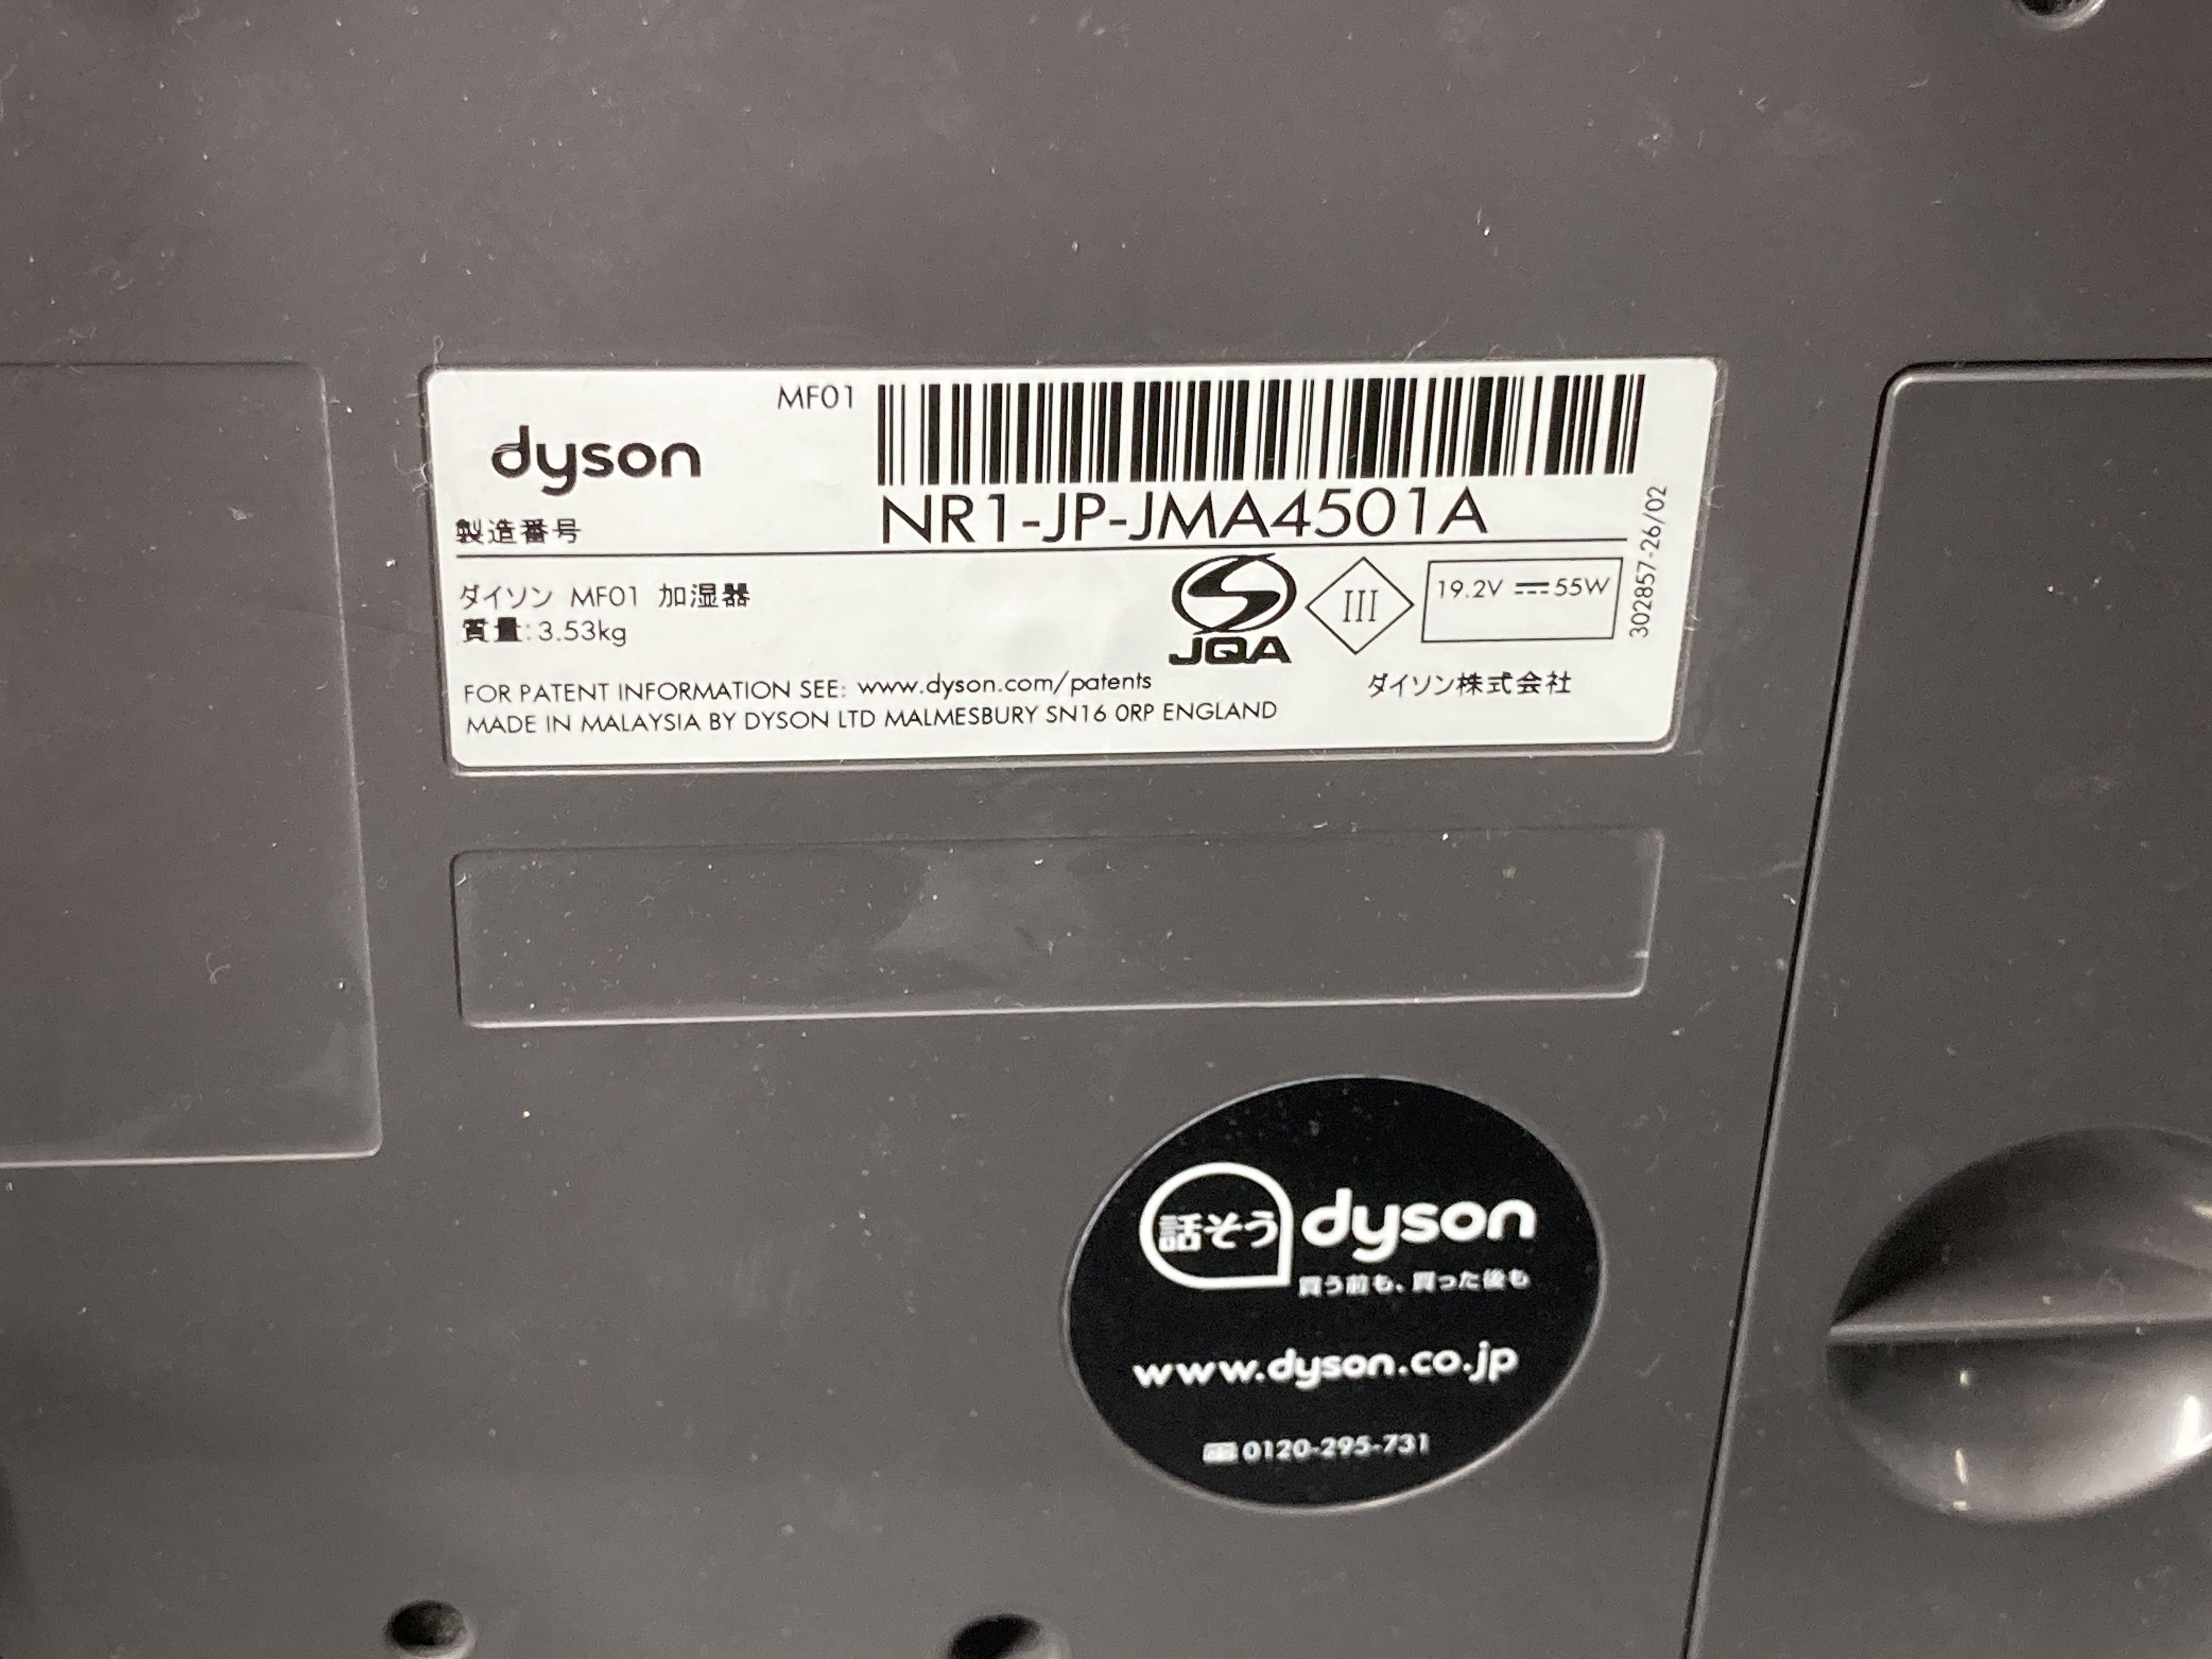 MF01
dyson
製造番号 NR1-JP-JMA4501A
ダイソン MF01 加湿器
質量:3.53kg
JQA
III
19.2V ⎓ 55W
302857-26/02
FOR PATENT INFORMATION SEE: www.dyson.com/patents
ダイソン株式会社
MADE IN MALAYSIA BY DYSON LTD MALMESBURY SN16 0RP ENGLAND
話そう dyson
買う前も、買った後も
www.dyson.co.jp
0120-295-731